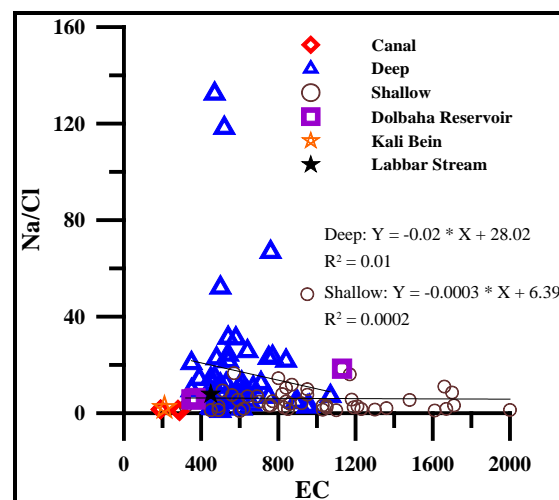 160
120
80
40
0
Na/Cl
Canal
Deep
Shallow
Dolbaha Reservoir
Kali Bein
Labbar Stream
Deep: Y = -0.02 * X + 28.02
R² = 0.01
Shallow: Y = -0.0003 * X + 6.39
R² = 0.0002
0 400 800 1200 1600 2000
EC